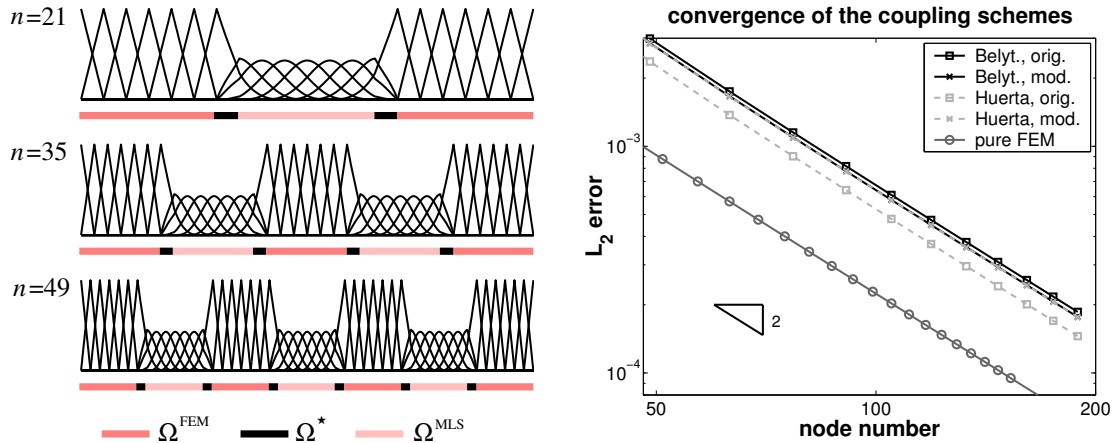 n=21
n=35
n=49
Ω^FEM Ω^★ Ω^MLS
convergence of the coupling schemes
Belyt., orig.
Belyt., mod.
Huerta, orig.
Huerta, mod.
pure FEM
L_2 error
10^-3
10^-4
2
50 100 200
node number